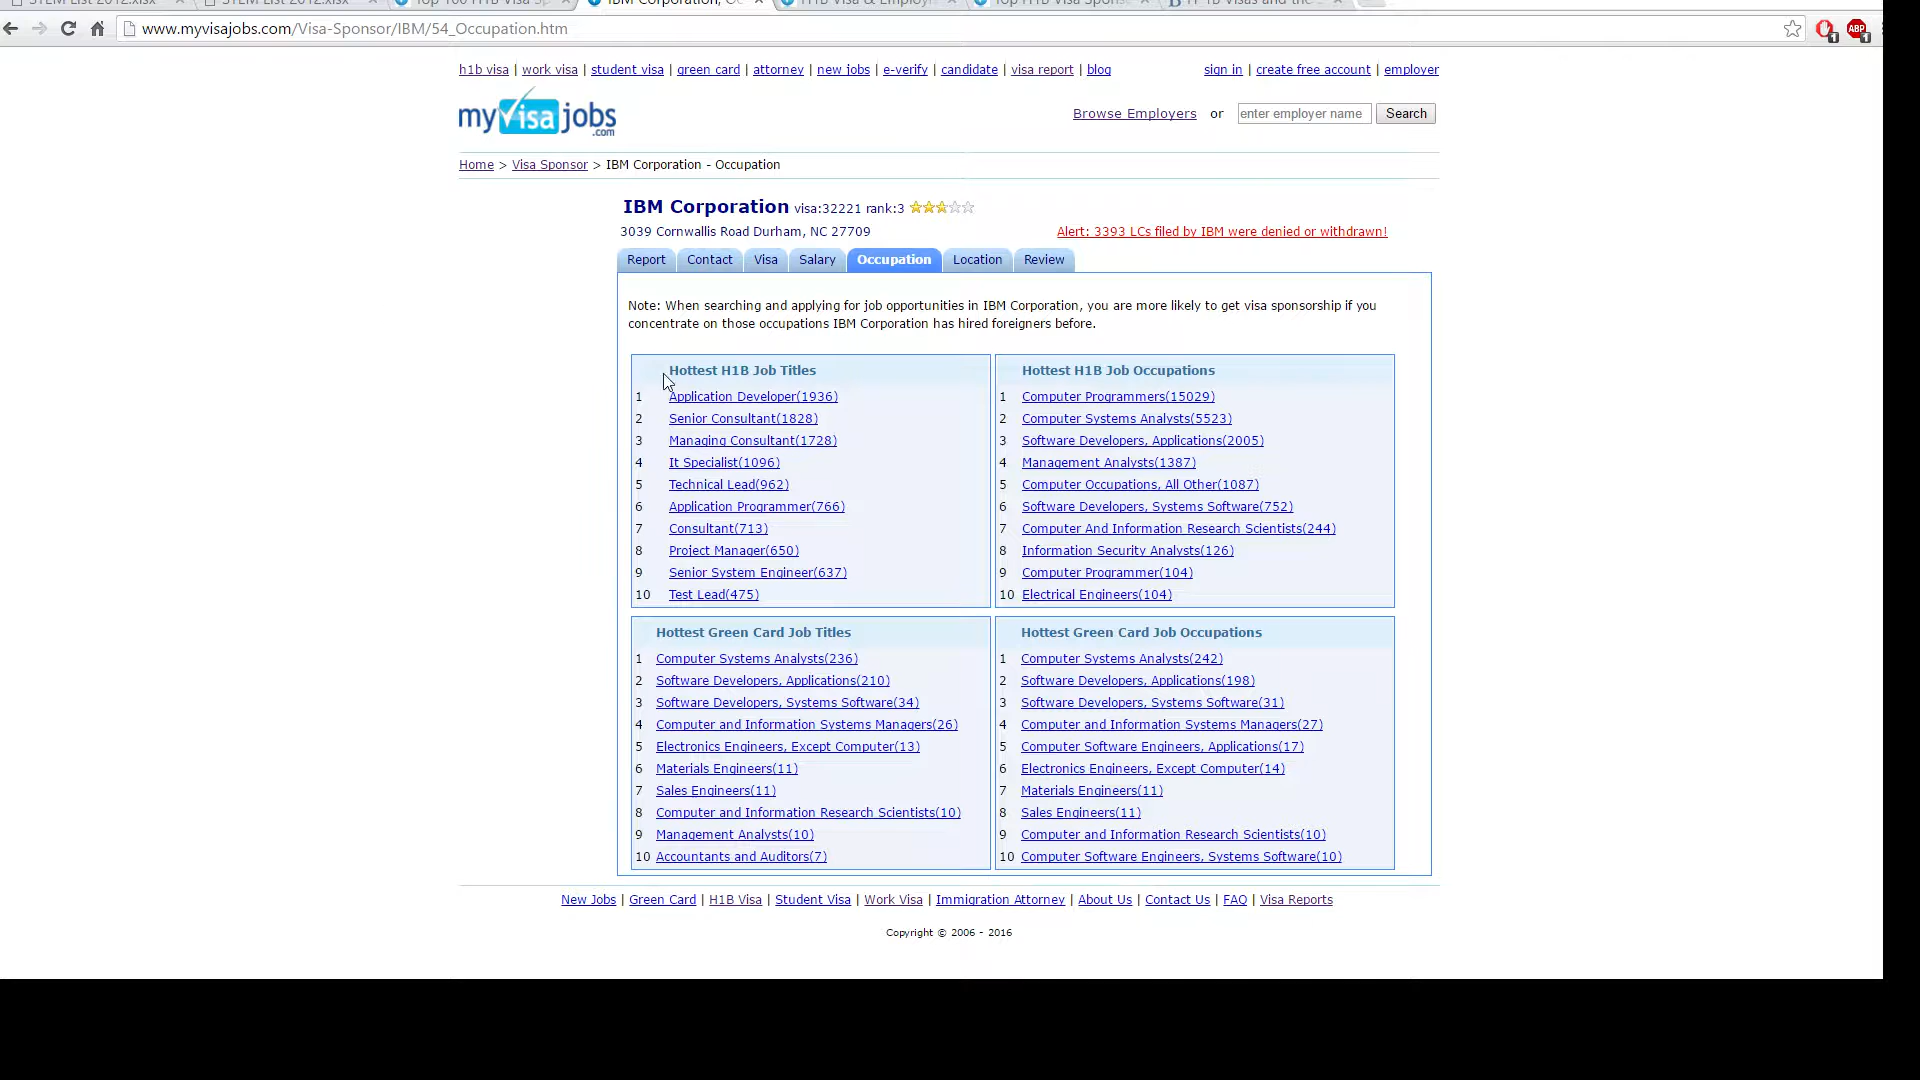 www.myvisajobs.com/Visa-Sponsor/IBM/54_Occupation.htm
h1b visa | work visa | student visa | green card | attorney | new jobs | e-verify | candidate | visa report | blog
sign in | create free account | employer
myvisajobs.com
Browse Employers or enter employer name Search
Home > Visa Sponsor > IBM Corporation - Occupation
IBM Corporation visa:32221 rank:3
3039 Cornwallis Road Durham, NC 27709
Alert: 3393 LCs filed by IBM were denied or withdrawn!
Report Contact Visa Salary Occupation Location Review
Note: When searching and applying for job opportunities in IBM Corporation, you are more likely to get visa sponsorship if you
concentrate on those occupations IBM Corporation has hired foreigners before.
Hottest H1B Job Titles
1 Application Developer(1936)
2 Senior Consultant(1828)
3 Managing Consultant(1728)
4 It Specialist(1096)
5 Technical Lead(962)
6 Application Programmer(766)
7 Consultant(713)
8 Project Manager(650)
9 Senior System Engineer(637)
10 Test Lead(475)
Hottest H1B Job Occupations
1 Computer Programmers(15029)
2 Computer Systems Analysts(5523)
3 Software Developers, Applications(2005)
4 Management Analysts(1387)
5 Computer Occupations, All Other(1087)
6 Software Developers, Systems Software(752)
7 Computer And Information Research Scientists(244)
8 Information Security Analysts(126)
9 Computer Programmer(104)
10 Electrical Engineers(104)
Hottest Green Card Job Titles
1 Computer Systems Analysts(236)
2 Software Developers, Applications(210)
3 Software Developers, Systems Software(34)
4 Computer and Information Systems Managers(26)
5 Electronics Engineers, Except Computer(13)
6 Materials Engineers(11)
7 Sales Engineers(11)
8 Computer and Information Research Scientists(10)
9 Management Analysts(10)
10 Accountants and Auditors(7)
Hottest Green Card Job Occupations
1 Computer Systems Analysts(242)
2 Software Developers, Applications(198)
3 Software Developers, Systems Software(31)
4 Computer and Information Systems Managers(27)
5 Computer Software Engineers, Applications(17)
6 Electronics Engineers, Except Computer(14)
7 Materials Engineers(11)
8 Sales Engineers(11)
9 Computer and Information Research Scientists(10)
10 Computer Software Engineers, Systems Software(10)
New Jobs | Green Card | H1B Visa | Student Visa | Work Visa | Immigration Attorney | About Us | Contact Us | FAQ | Visa Reports
Copyright © 2006 - 2016